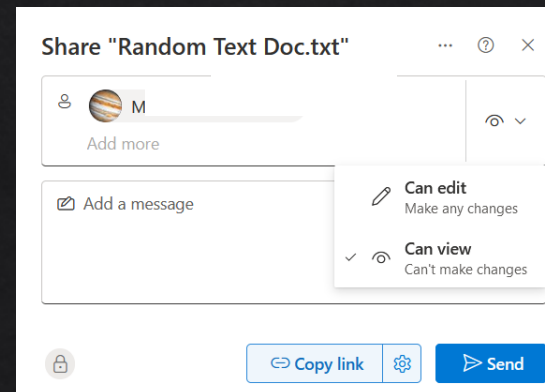 Share "Random Text Doc.txt"
M
Add more
Add a message
Can edit
Make any changes
Can view
Can't make changes
Copy link
Send